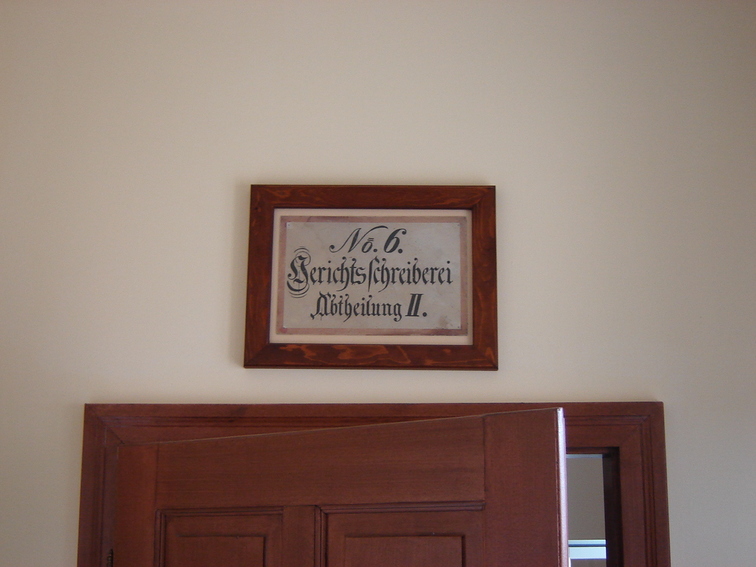 No. 6.
Gerichtsschreiberei
Abtheilung II.